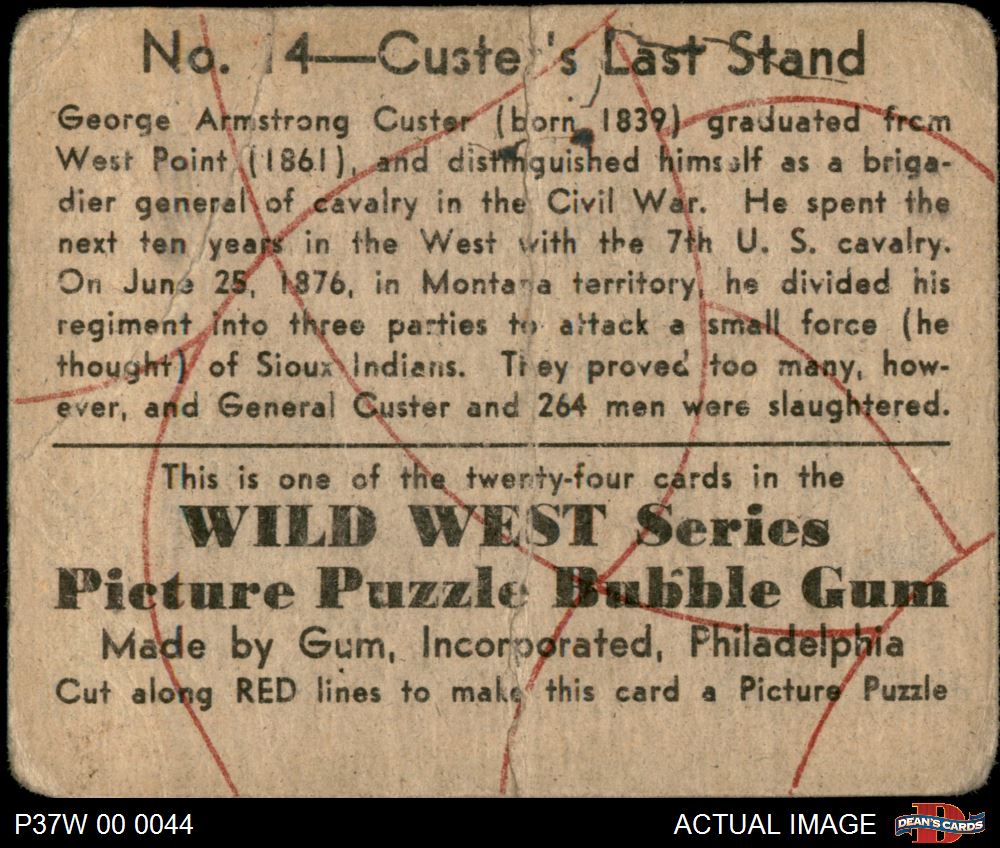 No. 14—Custer's Last Stand
George Armstrong Custer (born 1839) graduated from
West Point (1861), and distinguished himself as a briga-
dier general of cavalry in the Civil War. He spent the
next ten years in the West with the 7th U. S. cavalry.
On June 25, 1876, in Montana territory, he divided his
regiment into three parties to attack a small force (he
thought) of Sioux Indians. They proved too many, how-
ever, and General Custer and 264 men were slaughtered.
This is one of the twenty-four cards in the
WILD WEST Series
Picture Puzzle Bubble Gum
Made by Gum, Incorporated, Philadelphia
Cut along RED lines to make this card a Picture Puzzle
P37W 00 0044
ACTUAL IMAGE
DEAN'S CARDS